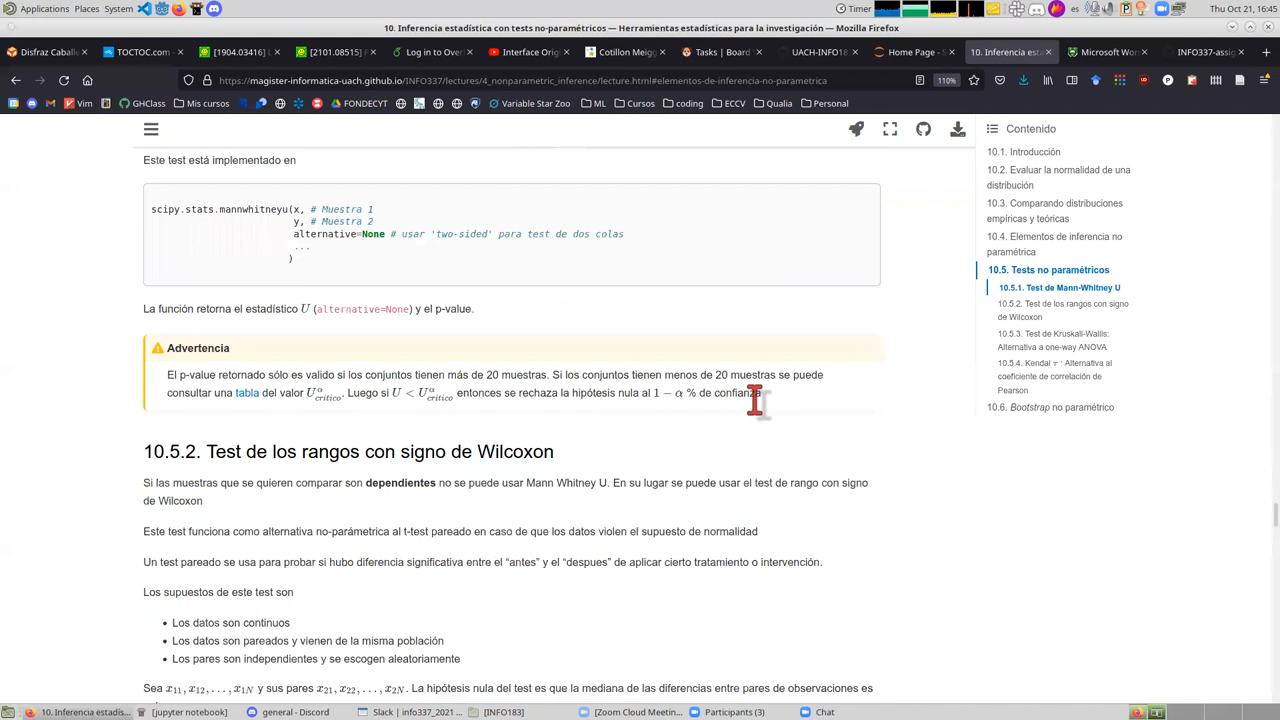 Applications Places System
es
Timer
Thu Oct 21, 16:45
10. Inferencia estadística con tests no paramétricos — Herramientas estadísticas para la investigación — Mozilla Firefox
Disfraz Caballe
TOCTOC.com
[1904.03416] L
[2101.08515] F
Log in to Over
Interface Orig
Cotillon Meigg
Tasks | Board
UACH-INFO18
Home Page - S
10. Inferencia esta
Microsoft Wor
INFO337-assig
https://magister-informatica-uach.github.io/INFO337/lectures/4_nonparametric_inference/lecture.html#elementos-de-inferencia-no-parametrica
110%
Vim
GHClass
Mis cursos
FONDECYT
Variable Star Zoo
ML
Cursos
coding
ECCV
Qualia
Personal
Este test está implementado en
scipy.stats.mannwhitneyu(x, # Muestra 1
y, # Muestra 2
alternative=None # usar 'two-sided' para test de dos colas
...
)
La función retorna el estadístico U (alternative=None) y el p-value.
Advertencia
El p-value retornado sólo es valido si los conjuntos tienen más de 20 muestras. Si los conjuntos tienen menos de 20 muestras se puede
consultar una tabla del valor U^α_critico. Luego si U < U^α_critico entonces se rechaza la hipótesis nula al 1 − α % de confianza
10.5.2. Test de los rangos con signo de Wilcoxon
Si las muestras que se quieren comparar son dependientes no se puede usar Mann Whitney U. En su lugar se puede usar el test de rango con signo
de Wilcoxon
Este test funciona como alternativa no-parámetrica al t-test pareado en caso de que los datos violen el supuesto de normalidad
Un test pareado se usa para probar si hubo diferencia significativa entre el “antes” y el “despues” de aplicar cierto tratamiento o intervención.
Los supuestos de este test son
• Los datos son continuos
• Los datos son pareados y vienen de la misma población
• Los pares son independientes y se escogen aleatoriamente
Sea x11, x12, ..., x1N y sus pares x21, x22, ..., x2N. La hipótesis nula del test es que la mediana de las diferencias entre pares de observaciones es
Contenido
10.1. Introducción
10.2. Evaluar la normalidad de una
distribución
10.3. Comparando distribuciones
empíricas y teóricas
10.4. Elementos de inferencia no
paramétrica
10.5. Tests no paramétricos
10.5.1. Test de Mann-Whitney U
10.5.2. Test de los rangos con signo
de Wilcoxon
10.5.3. Test de Kruskall-Wallis:
Alternativa a one-way ANOVA
10.5.4. Kendal τ : Alternativa al
coeficiente de correlación de
Pearson
10.6. Bootstrap no paramétrico
10. Inferencia estadís...
[jupyter notebook]
general - Discord
Slack | info337_2021 ...
[INFO183]
[Zoom Cloud Meetin...
Participants (3)
Chat